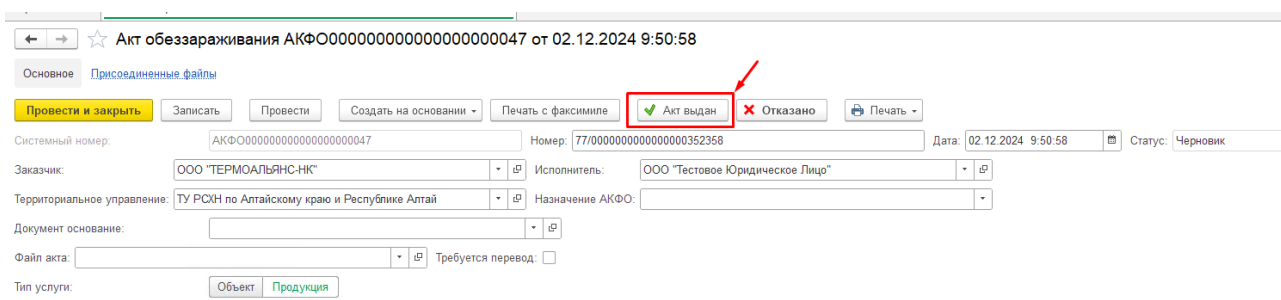 Акт обеззараживания АКФО000000000000000000047 от 02.12.2024 9:50:58
Основное Присоединенные файлы
Провести и закрыть Записать Провести Создать на основании Печать с факсимиле Акт выдан Отказано Печать
Системный номер: АКФО000000000000000000047 Номер: 77/0000000000000000352358 Дата: 02.12.2024 9:50:58 Статус: Черновик
Заказчик: ООО "ТЕРМОАЛЬЯНС-НК" Исполнитель: ООО "Тестовое Юридическое Лицо"
Территориальное управление: ТУ РСХН по Алтайскому краю и Республике Алтай Назначение АКФО:
Документ основание:
Файл акта: Требуется перевод:
Тип услуги: Объект Продукция